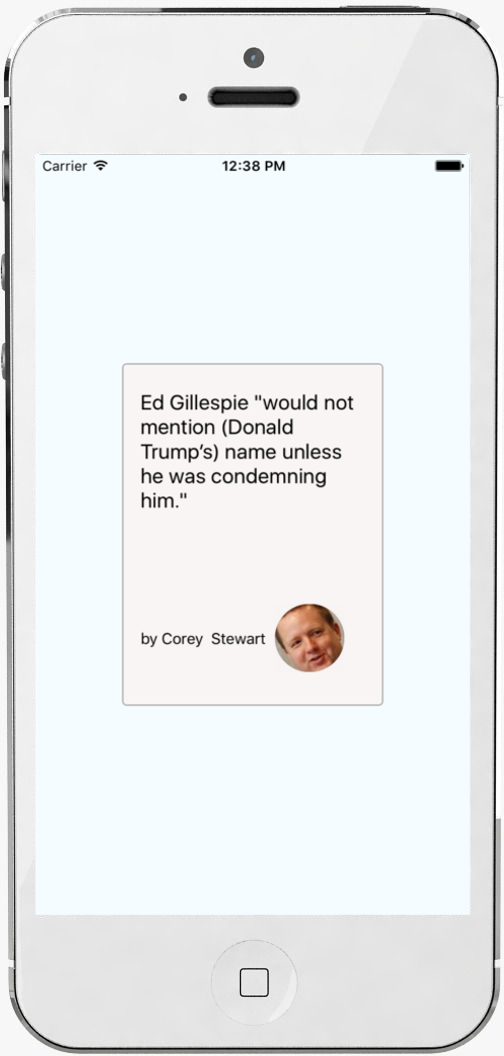 Carrier 12:38 PM
Ed Gillespie "would not
mention (Donald
Trump’s) name unless
he was condemning
him."
by Corey  Stewart